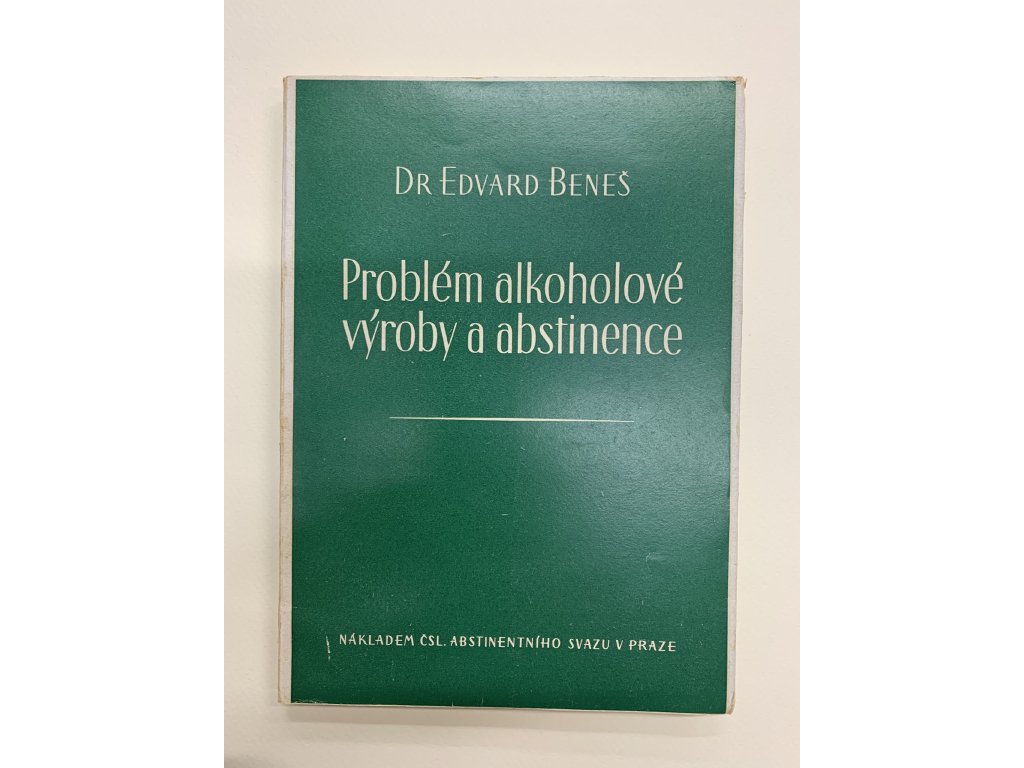 DR EDVARD BENEŠ
Problém alkoholové
výroby a abstinence
NÁKLADEM ČSL. ABSTINENTNÍHO SVAZU V PRAZE